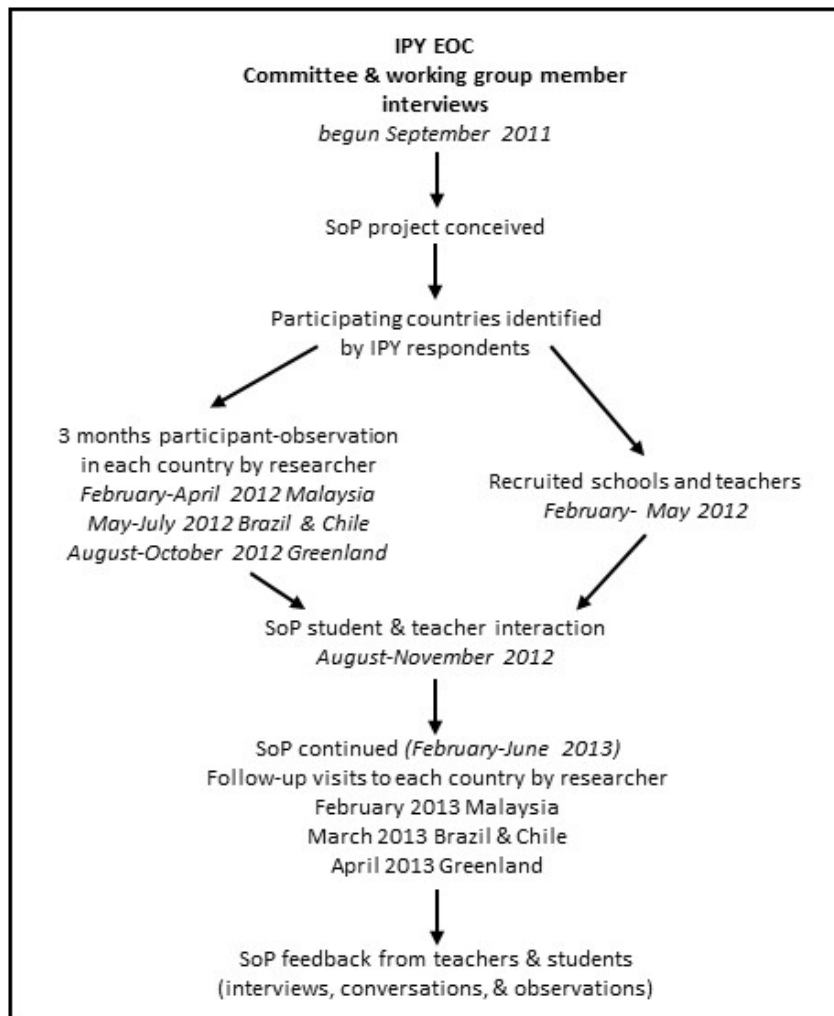 IPY EOC
Committee & working group member
interviews
begun September 2011
SoP project conceived
Participating countries identified
by IPY respondents
3 months participant-observation
in each country by researcher
February-April 2012 Malaysia
May-July 2012 Brazil & Chile
August-October 2012 Greenland
Recruited schools and teachers
February- May 2012
SoP student & teacher interaction
August-November 2012
SoP continued (February-June 2013)
Follow-up visits to each country by researcher
February 2013 Malaysia
March 2013 Brazil & Chile
April 2013 Greenland
SoP feedback from teachers & students
(interviews, conversations, & observations)